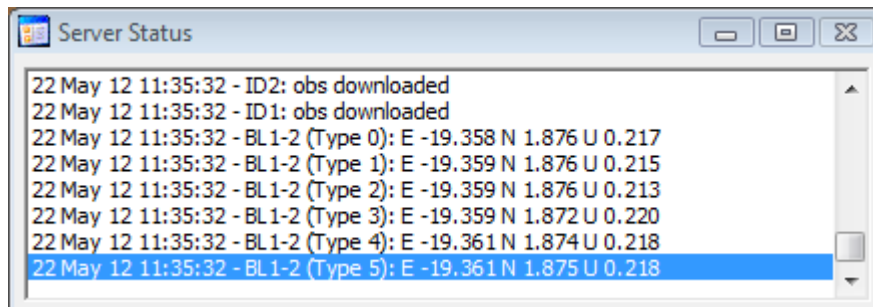 Server Status
22 May 12 11:35:32 - ID2: obs downloaded
22 May 12 11:35:32 - ID1: obs downloaded
22 May 12 11:35:32 - BL1-2 (Type 0): E -19.358 N 1.876 U 0.217
22 May 12 11:35:32 - BL1-2 (Type 1): E -19.359 N 1.876 U 0.215
22 May 12 11:35:32 - BL1-2 (Type 2): E -19.359 N 1.876 U 0.213
22 May 12 11:35:32 - BL1-2 (Type 3): E -19.359 N 1.872 U 0.220
22 May 12 11:35:32 - BL1-2 (Type 4): E -19.361 N 1.874 U 0.218
22 May 12 11:35:32 - BL1-2 (Type 5): E -19.361 N 1.875 U 0.218